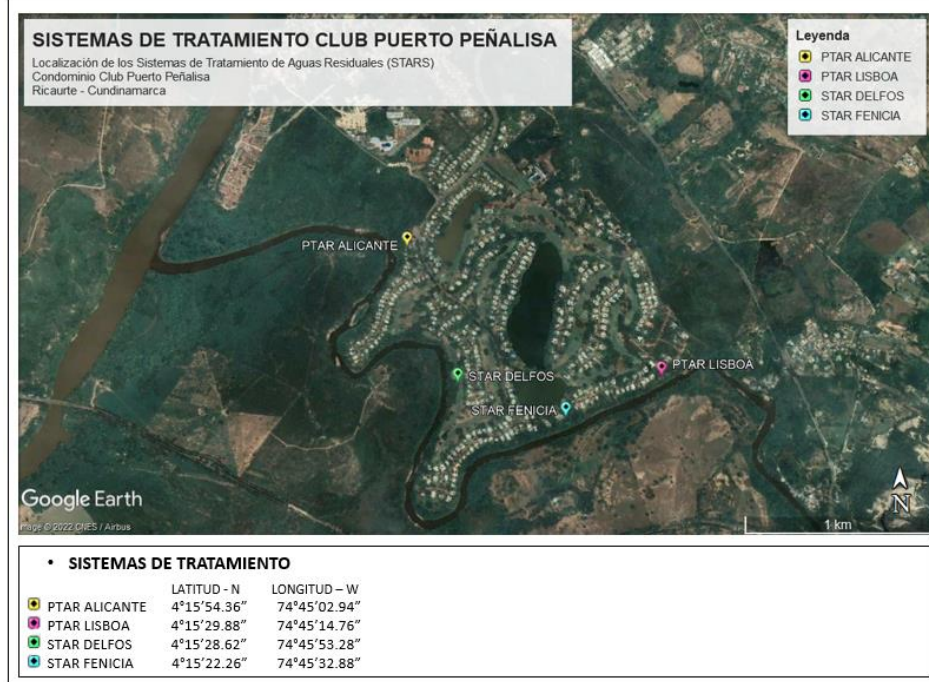 SISTEMAS DE TRATAMIENTO CLUB PUERTO PEÑALISA
Localización de los Sistemas de Tratamiento de Aguas Residuales (STARS)
Condominio Club Puerto Peñalisa
Ricaurte - Cundinamarca
Leyenda
PTAR ALICANTE
PTAR LISBOA
STAR DELFOS
STAR FENICIA
PTAR ALICANTE
PTAR LISBOA
STAR DELFOS
STAR FENICIA
Google Earth
Image © 2022 CNES / Airbus
N
1 km
• SISTEMAS DE TRATAMIENTO
LATITUD - N LONGITUD – W
PTAR ALICANTE 4°15′54.36″ 74°45′02.94″
PTAR LISBOA 4°15′29.88″ 74°45′14.76″
STAR DELFOS 4°15′28.62″ 74°45′53.28″
STAR FENICIA 4°15′22.26″ 74°45′32.88″